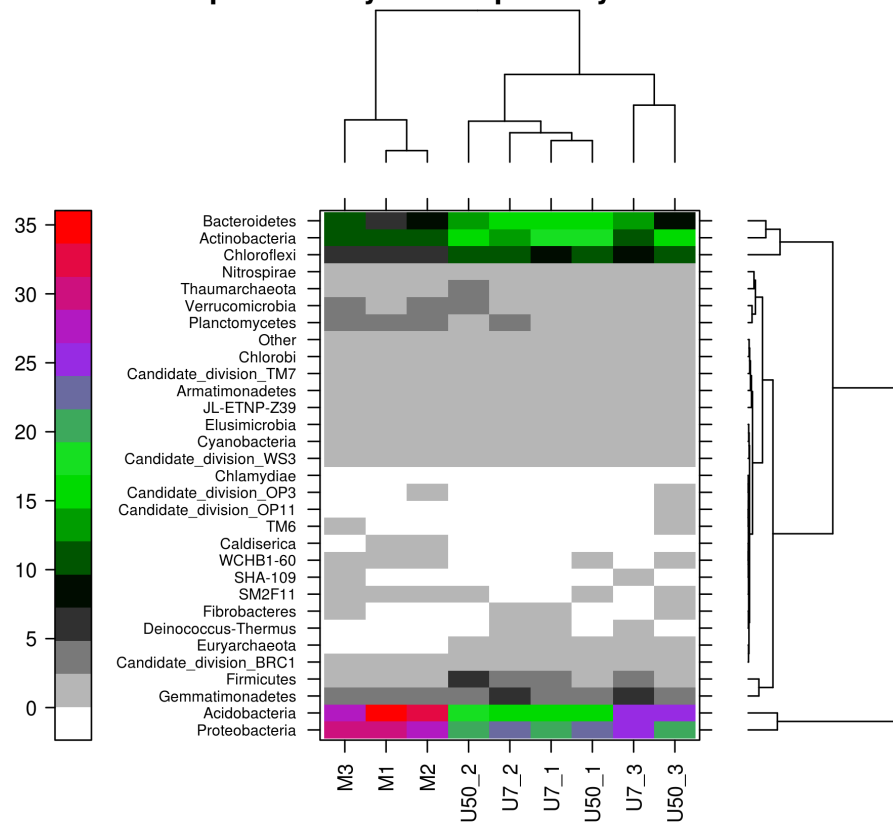 35
30
25
20
15
10
5
0
Bacteroidetes
Actinobacteria
Chloroflexi
Nitrospirae
Thaumarchaeota
Verrucomicrobia
Planctomycetes
Other
Chlorobi
Candidate_division_TM7
Armatimonadetes
JL-ETNP-Z39
Elusimicrobia
Cyanobacteria
Candidate_division_WS3
Chlamydiae
Candidate_division_OP3
Candidate_division_OP11
TM6
Caldiserica
WCHB1-60
SHA-109
SM2F11
Fibrobacteres
Deinococcus-Thermus
Euryarchaeota
Candidate_division_BRC1
Firmicutes
Gemmatimonadetes
Acidobacteria
Proteobacteria
M3
M1
M2
U50_2
U7_2
U7_1
U50_1
U7_3
U50_3